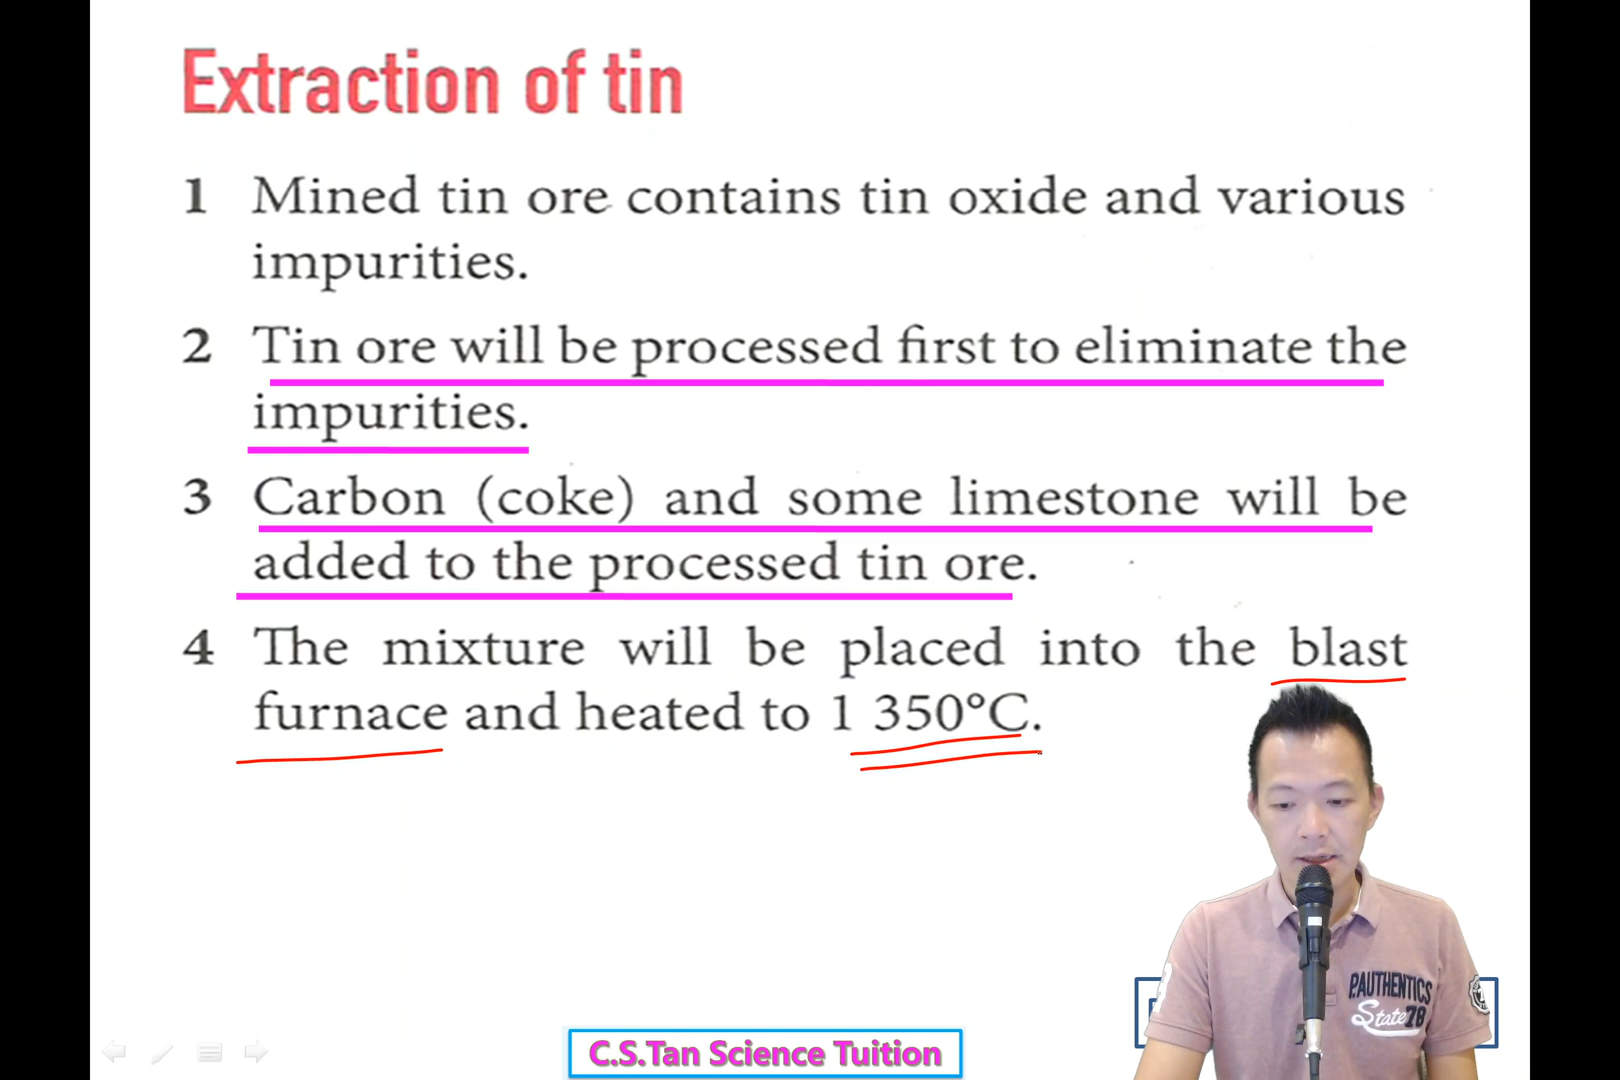 Extraction of tin
1 Mined tin ore contains tin oxide and various
impurities.
2 Tin ore will be processed first to eliminate the
impurities.
3 Carbon (coke) and some limestone will be
added to the processed tin ore.
4 The mixture will be placed into the blast
furnace and heated to 1 350°C.
P.AUTHENTICS
State 78
C.S.Tan Science Tuition